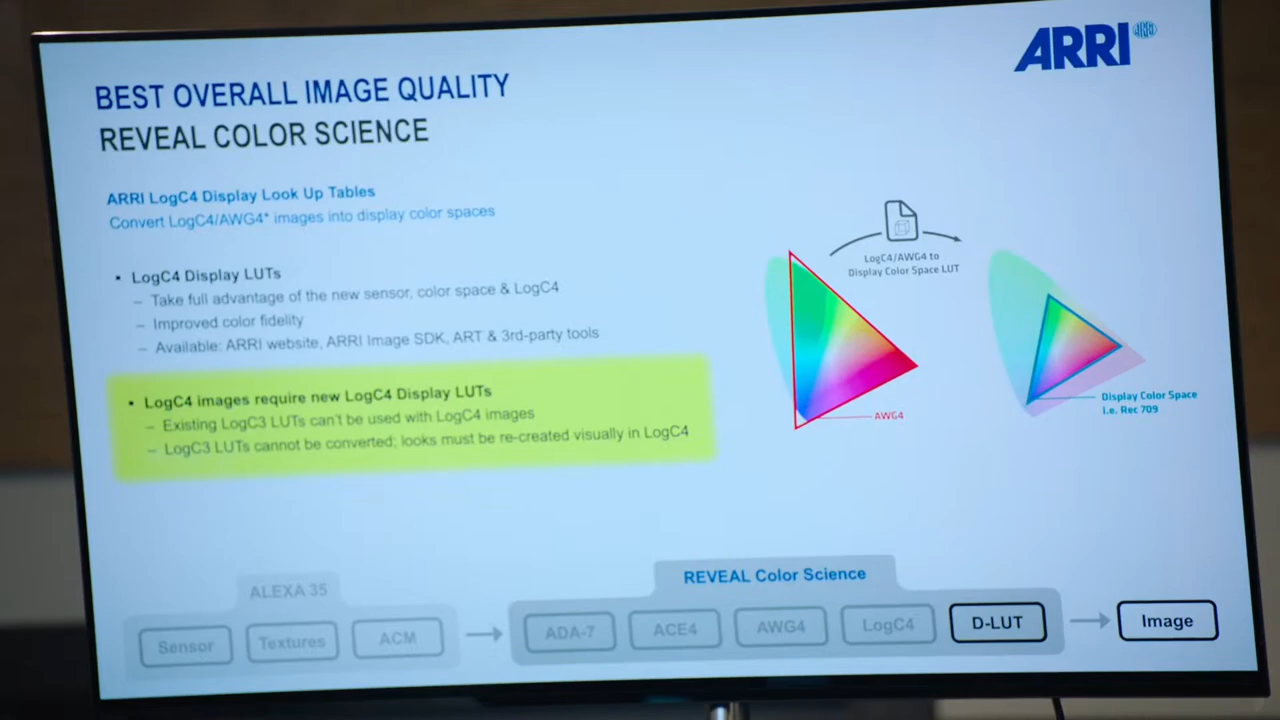 ARRI
ARRI
BEST OVERALL IMAGE QUALITY
REVEAL COLOR SCIENCE
ARRI LogC4 Display Look Up Tables
Convert LogC4/AWG4* images into display color spaces
• LogC4 Display LUTs
– Take full advantage of the new sensor, color space & LogC4
– Improved color fidelity
– Available: ARRI website, ARRI Image SDK, ART & 3rd-party tools
• LogC4 images require new LogC4 Display LUTs
– Existing LogC3 LUTs can't be used with LogC4 images
– LogC3 LUTs cannot be converted; looks must be re-created visually in LogC4
LogC4/AWG4 to
Display Color Space LUT
AWG4
Display Color Space
i.e. Rec 709
ALEXA 35
Sensor
Textures
ACM
REVEAL Color Science
ADA-7
ACE4
AWG4
LogC4
D-LUT
Image